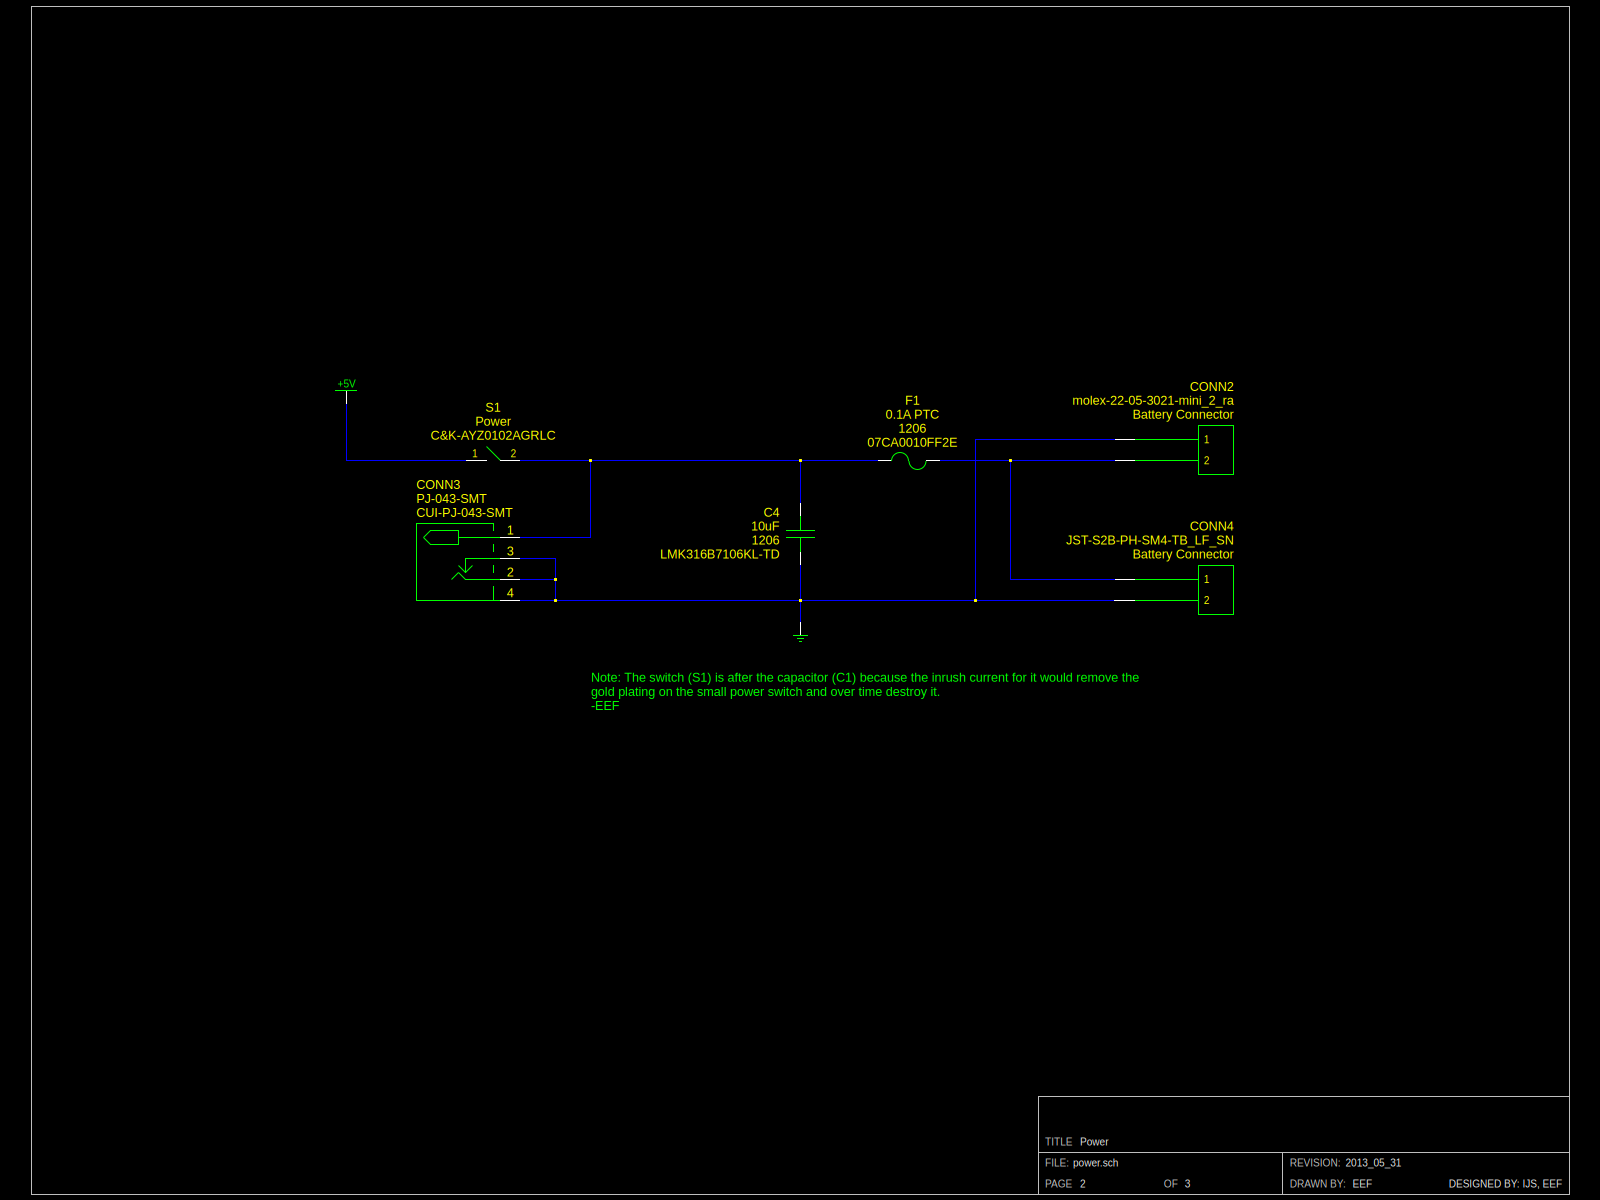 +5V
S1
Power
C&K-AYZ0102AGRLC
1
2
F1
0.1A PTC
1206
07CA0010FF2E
CONN2
molex-22-05-3021-mini_2_ra
Battery Connector
1
2
CONN3
PJ-043-SMT
CUI-PJ-043-SMT
1
3
2
4
C4
10uF
1206
LMK316B7106KL-TD
CONN4
JST-S2B-PH-SM4-TB_LF_SN
Battery Connector
1
2
Note: The switch (S1) is after the capacitor (C1) because the inrush current for it would remove the
gold plating on the small power switch and over time destroy it.
-EEF
TITLE Power
FILE: power.sch
REVISION: 2013_05_31
PAGE 2 OF 3
DRAWN BY: EEF
DESIGNED BY: IJS, EEF